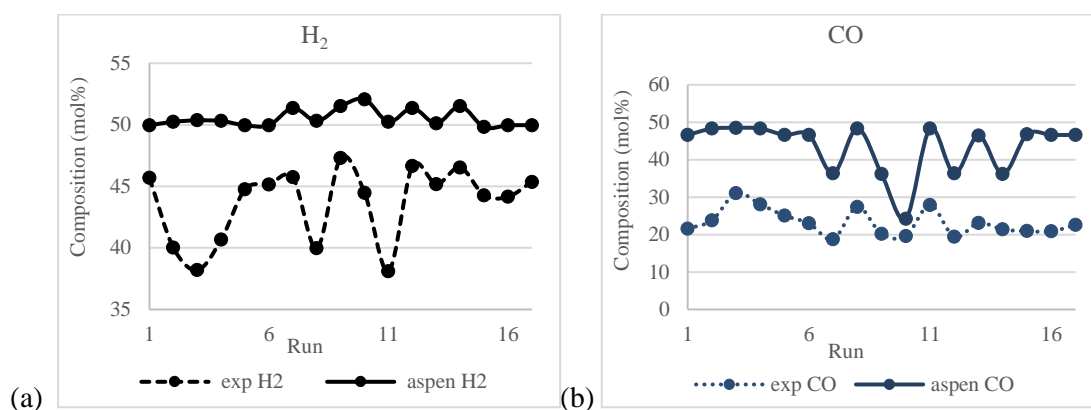 H2
Composition (mol%)
55
50
45
40
35
1
6
11
16
Run
exp H2
aspen H2
(a)
CO
Composition (mol%)
60
50
40
30
20
10
0
1
6
11
16
Run
exp CO
aspen CO
(b)